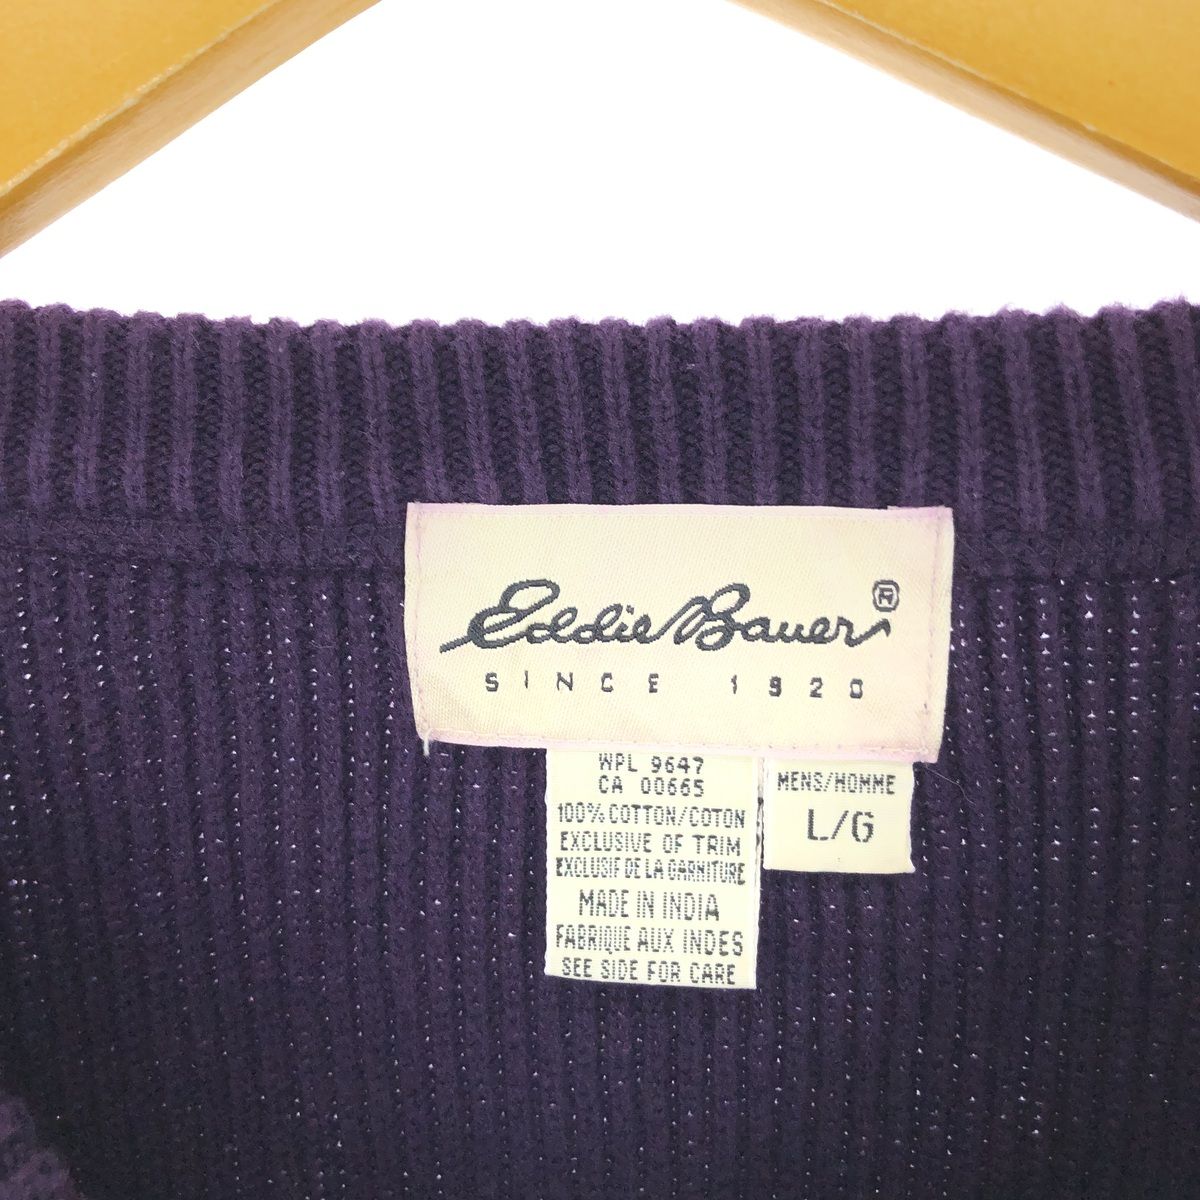 Eddie Bauer ®
SINCE 1920
WPL 9647
CA 00665
100% COTTON/COTON
EXCLUSIVE OF TRIM
EXCLUSIF DE LA GARNITURE
MADE IN INDIA
FABRIQUE AUX INDES
SEE SIDE FOR CARE
MENS/HOMME
L/G